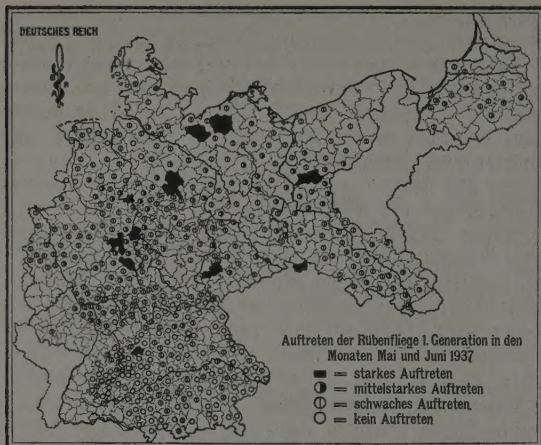 DEUTSCHES REICH
Auftreten der Rübenfliege 1. Generation in den
Monaten Mai und Juni 1937
= starkes Auftreten
= mittelstarkes Auftreten
= schwaches Auftreten
= kein Auftreten